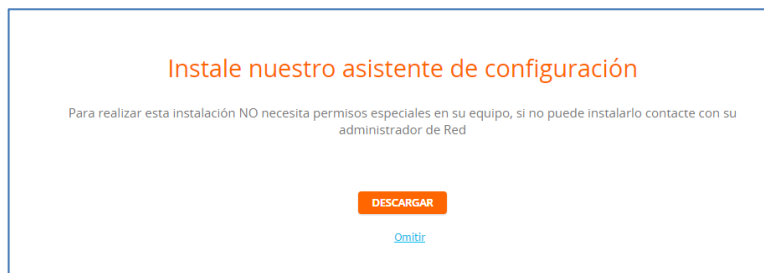 Instale nuestro asistente de configuración
Para realizar esta instalación NO necesita permisos especiales en su equipo, si no puede instalarlo contacte con su
administrador de Red
DESCARGAR
Omitir